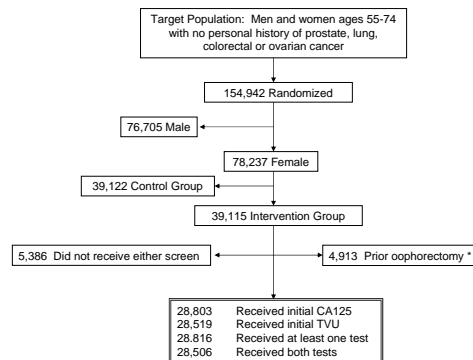 Target Population: Men and women ages 55-74
with no personal history of prostate, lung,
colorectal or ovarian cancer
154,942 Randomized
76,705 Male
78,237 Female
39,122 Control Group
39,115 Intervention Group
5,386 Did not receive either screen
4,913 Prior oophorectomy *
28,803 Received initial CA125
28,519 Received initial TVU
28.816 Received at least one test
28,506 Received both tests